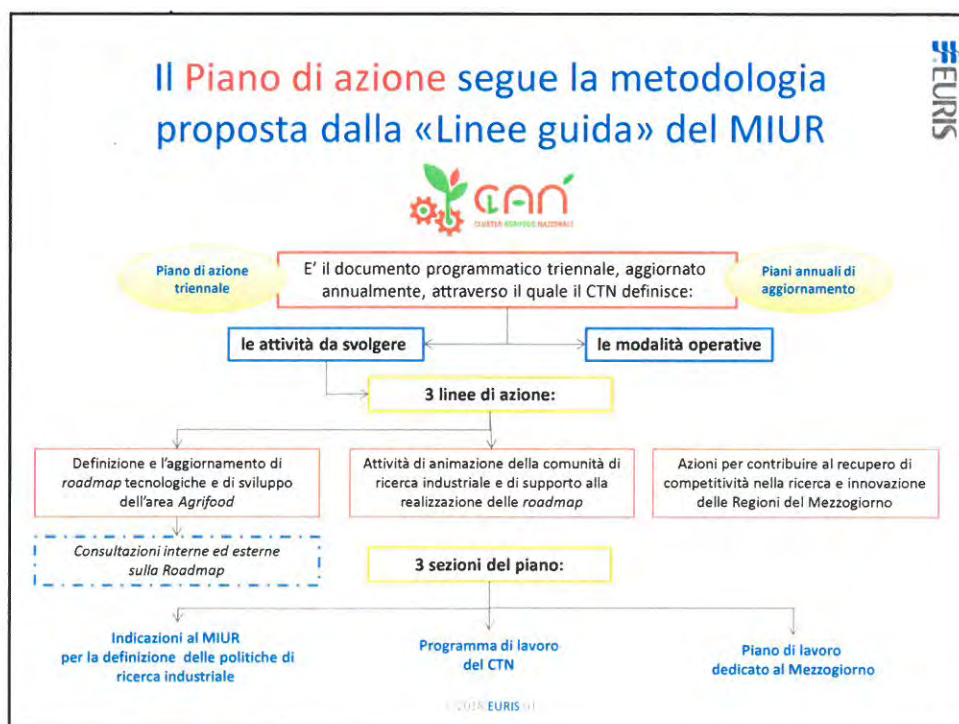 Il Piano di azione segue la metodologia
proposta dalla «Linee guida» del MIUR
EURIS
CLAN
CLUSTER AGRIFOOD NAZIONALE
Piano di azione
triennale
E' il documento programmatico triennale, aggiornato
annualmente, attraverso il quale il CTN definisce:
Piani annuali di
aggiornamento
le attività da svolgere
le modalità operative
3 linee di azione:
Definizione e l'aggiornamento di
roadmap tecnologiche e di sviluppo
dell'area Agrifood
Attività di animazione della comunità di
ricerca industriale e di supporto alla
realizzazione delle roadmap
Azioni per contribuire al recupero di
competitività nella ricerca e innovazione
delle Regioni del Mezzogiorno
Consultazioni interne ed esterne
sulla Roadmap
3 sezioni del piano:
Indicazioni al MIUR
per la definizione delle politiche di
ricerca industriale
Programma di lavoro
del CTN
Piano di lavoro
dedicato al Mezzogiorno
2018 EURIS